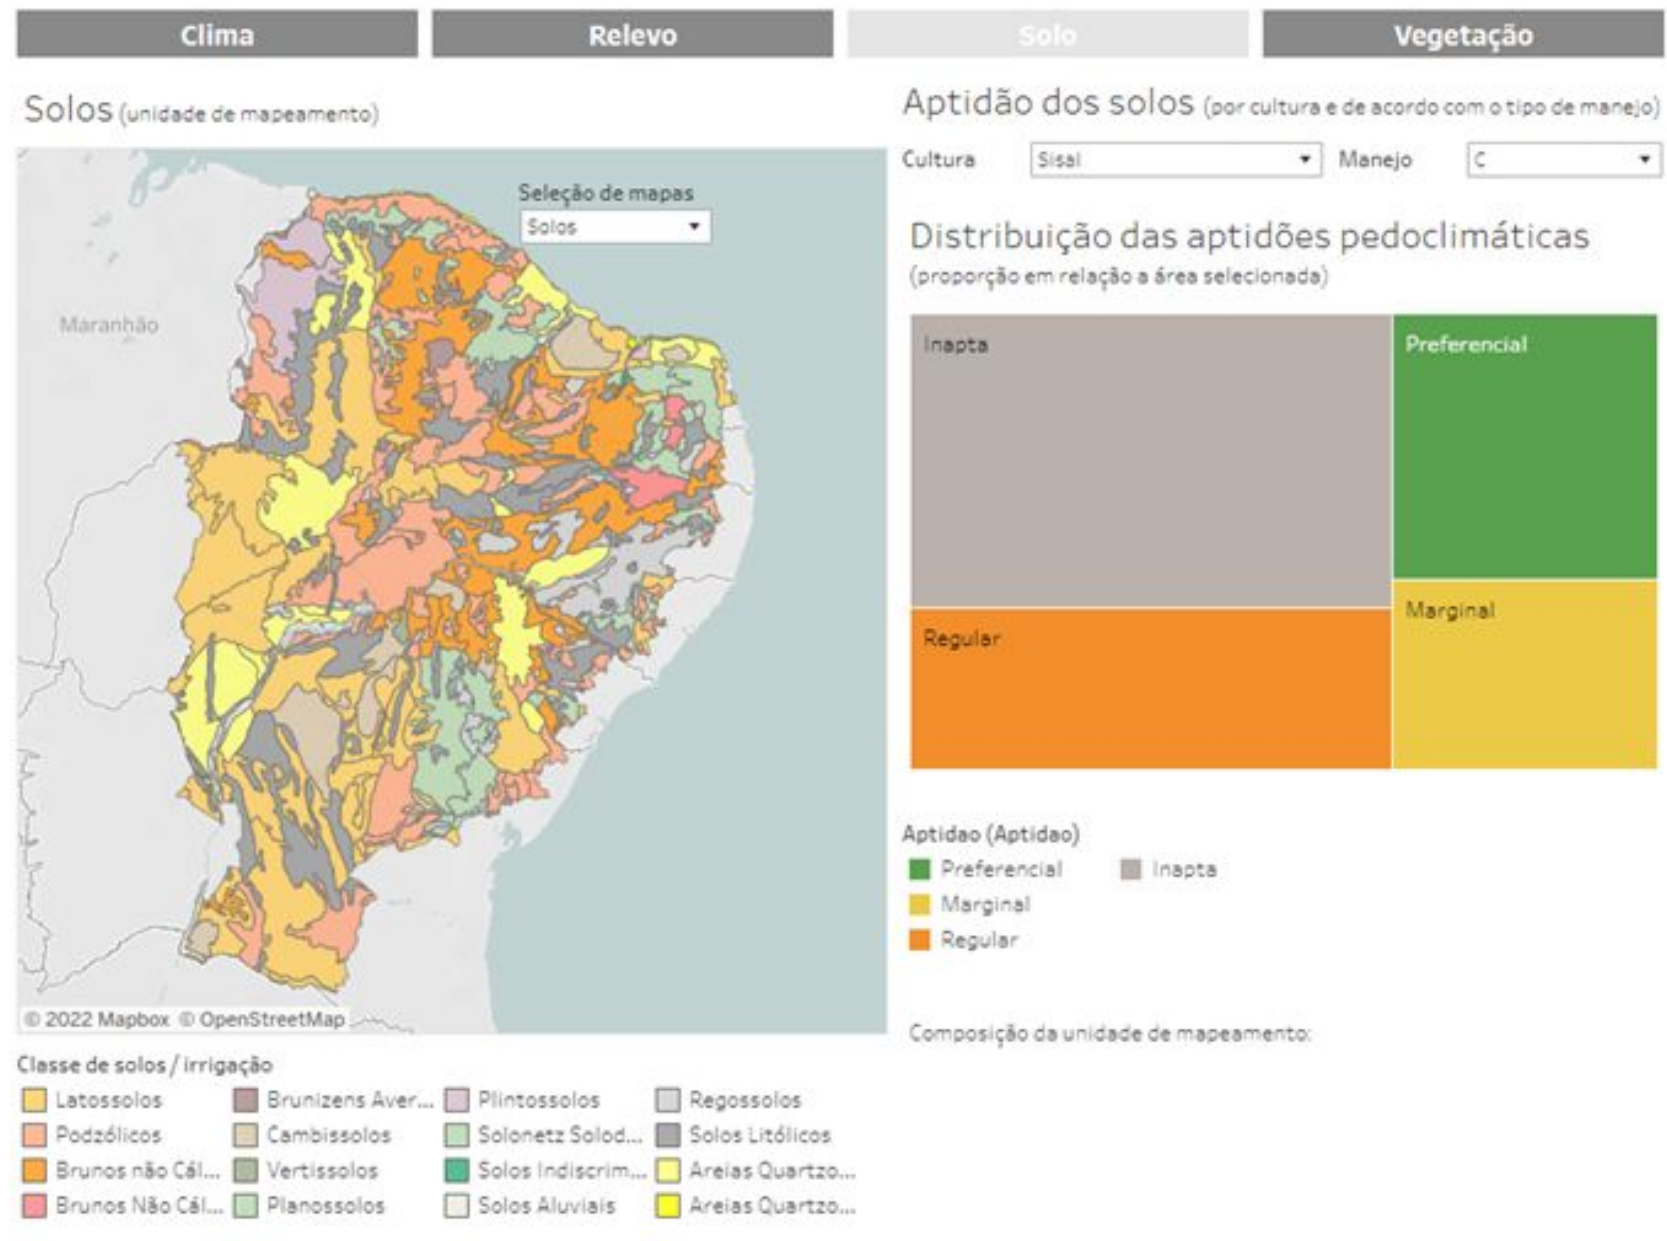 Clima Relevo Solo Vegetação
Solos (unidade de mapeamento)
Seleção de mapas
Solos
Maranhão
© 2022 Mapbox © OpenStreetMap
Classe de solos / irrigação
Latossolos Brunizens Aver... Plintossolos Regossolos
Podzólicos Cambissolos Solonetz Solod... Solos Litólicos
Brunos não Cál... Vertissolos Solos Indiscrim... Areias Quartzo...
Brunos Não Cál... Planossolos Solos Aluviais Areias Quartzo...
Aptidão dos solos (por cultura e de acordo com o tipo de manejo)
Cultura Sisal Manejo C
Distribuição das aptidões pedoclimáticas
(proporção em relação a área selecionada)
Inapta
Preferencial
Regular
Marginal
Aptidao (Aptidao)
Preferencial Inapta
Marginal
Regular
Composição da unidade de mapeamento: